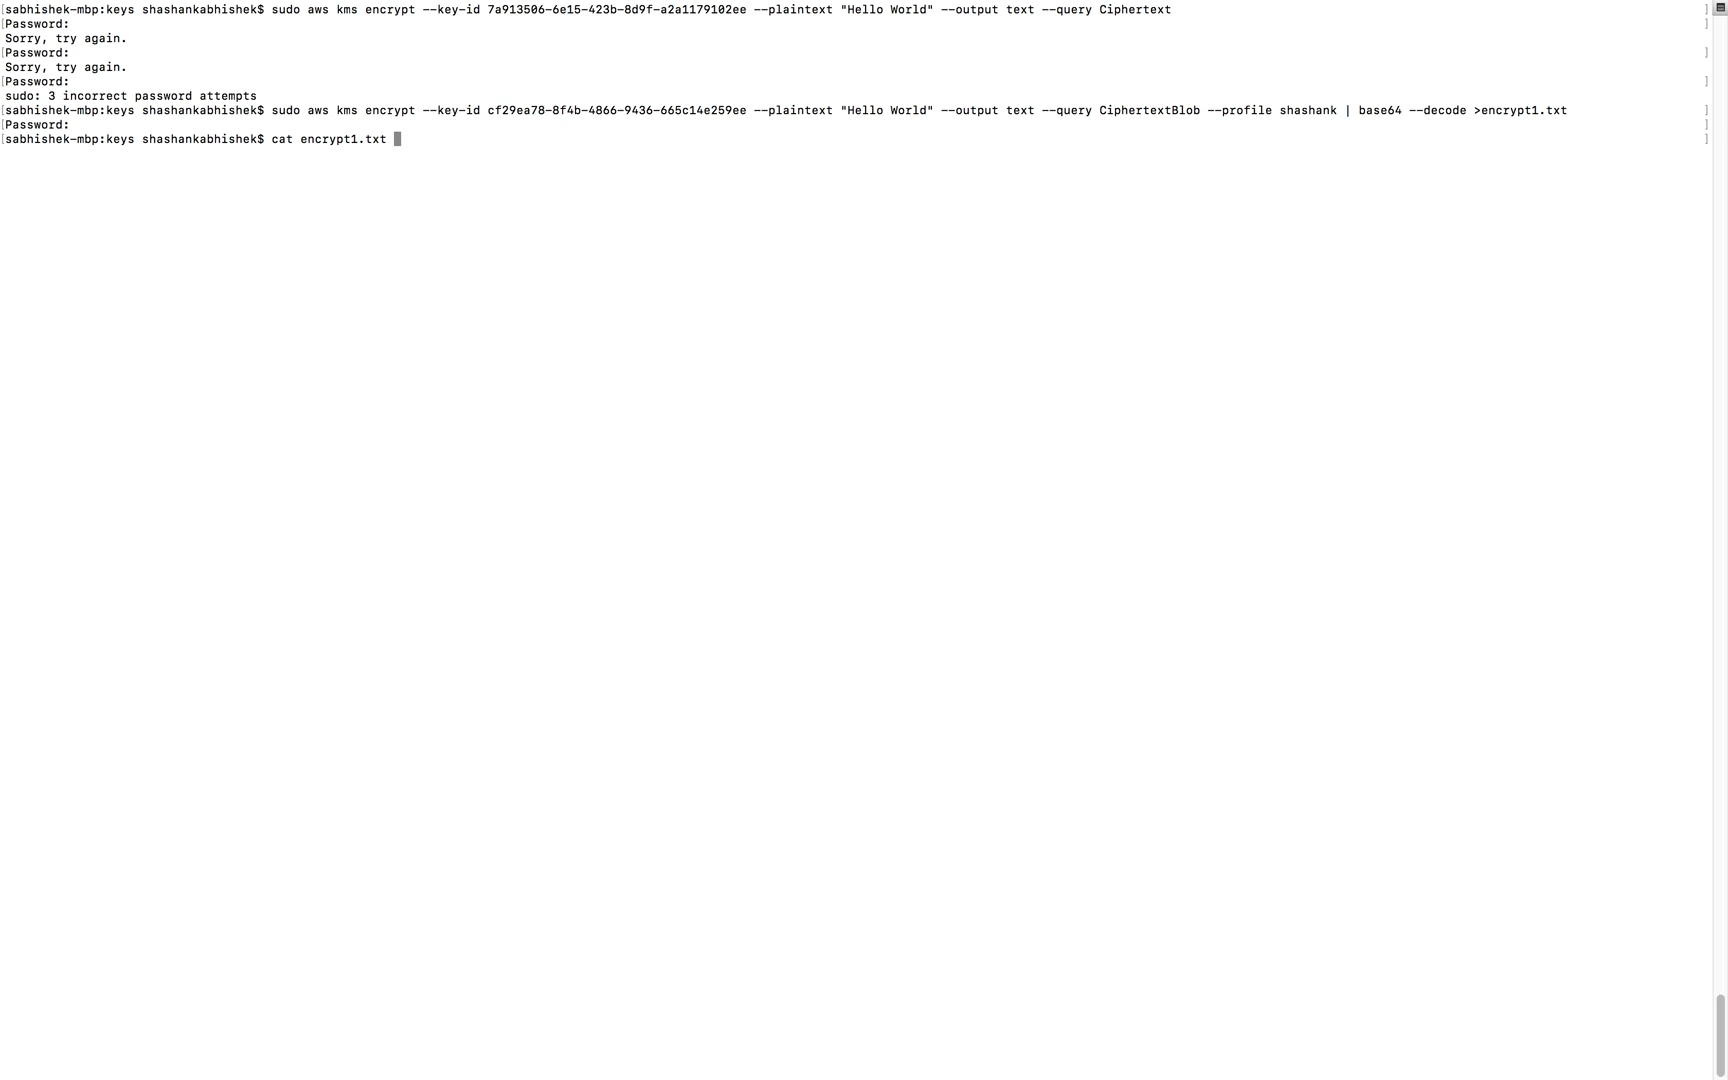 [sabhishek-mbp:keys shashankabhishek$ sudo aws kms encrypt --key-id 7a913506-6e15-423b-8d9f-a2a1179102ee --plaintext "Hello World" --output text --query Ciphertext ]
[Password: ]
Sorry, try again.
[Password: ]
Sorry, try again.
[Password: ]
sudo: 3 incorrect password attempts
[sabhishek-mbp:keys shashankabhishek$ sudo aws kms encrypt --key-id cf29ea78-8f4b-4866-9436-665c14e259ee --plaintext "Hello World" --output text --query CiphertextBlob --profile shashank | base64 --decode >encrypt1.txt ]
[Password: ]
[sabhishek-mbp:keys shashankabhishek$ cat encrypt1.txt ]